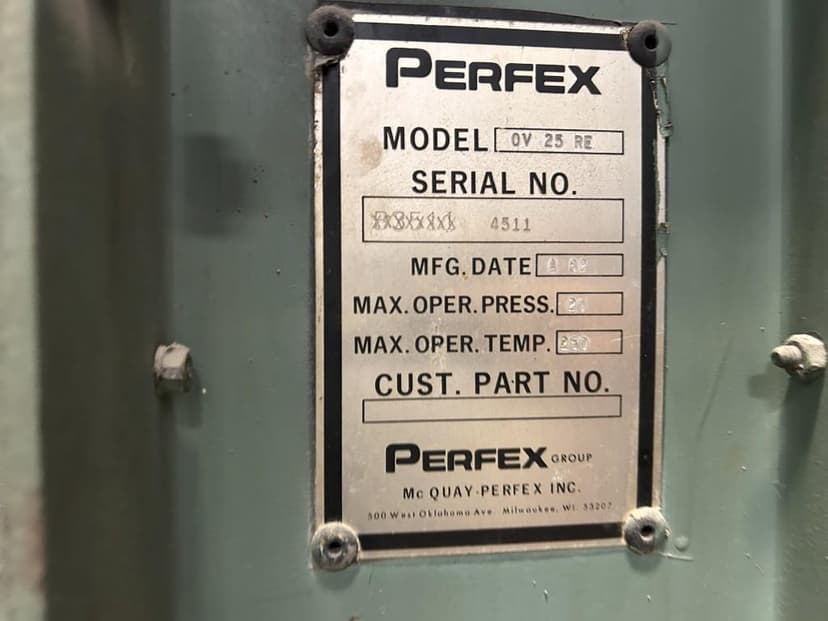 PERFEX
MODEL OV 25 RE
SERIAL NO.
4511
MFG. DATE
MAX. OPER. PRESS.
MAX. OPER. TEMP.
CUST. PART NO.
PERFEX GROUP
Mc QUAY-PERFEX INC.
500 West Oklahoma Ave. Milwaukee, WI. 53207